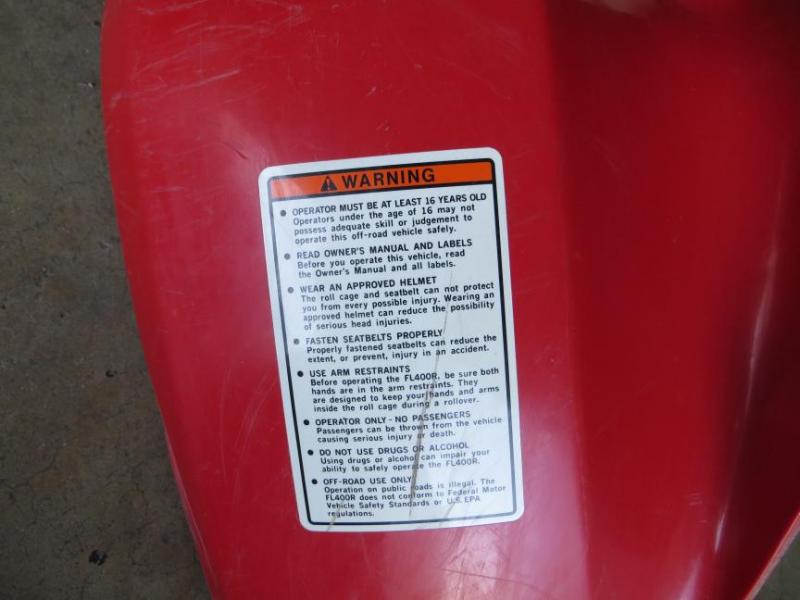 WARNING
• OPERATOR MUST BE AT LEAST 16 YEARS OLD
Operators under the age of 16 may not
possess adequate skill or judgement to
operate this off-road vehicle safely.
• READ OWNER'S MANUAL AND LABELS
Before you operate this vehicle, read
the Owner's Manual and all labels.
• WEAR AN APPROVED HELMET
The roll cage and seatbelt can not protect
you from every possible injury. Wearing an
approved helmet can reduce the possibility
of serious head injuries.
• FASTEN SEATBELTS PROPERLY
Properly fastened seatbelts can reduce the
extent, or prevent, injury in an accident.
• USE ARM RESTRAINTS
Before operating the FL400R, be sure both
hands are in the arm restraints. They
are designed to keep your hands and arms
inside the roll cage during a rollover.
• OPERATOR ONLY - NO PASSENGERS
Passengers can be thrown from the vehicle
causing serious injury or death.
• DO NOT USE DRUGS OR ALCOHOL
Using drugs or alcohol can impair your
ability to safely operate the FL400R.
• OFF-ROAD USE ONLY
Operation on public roads is illegal. The
FL400R does not conform to Federal Motor
Vehicle Safety Standards or U.S. EPA
regulations.